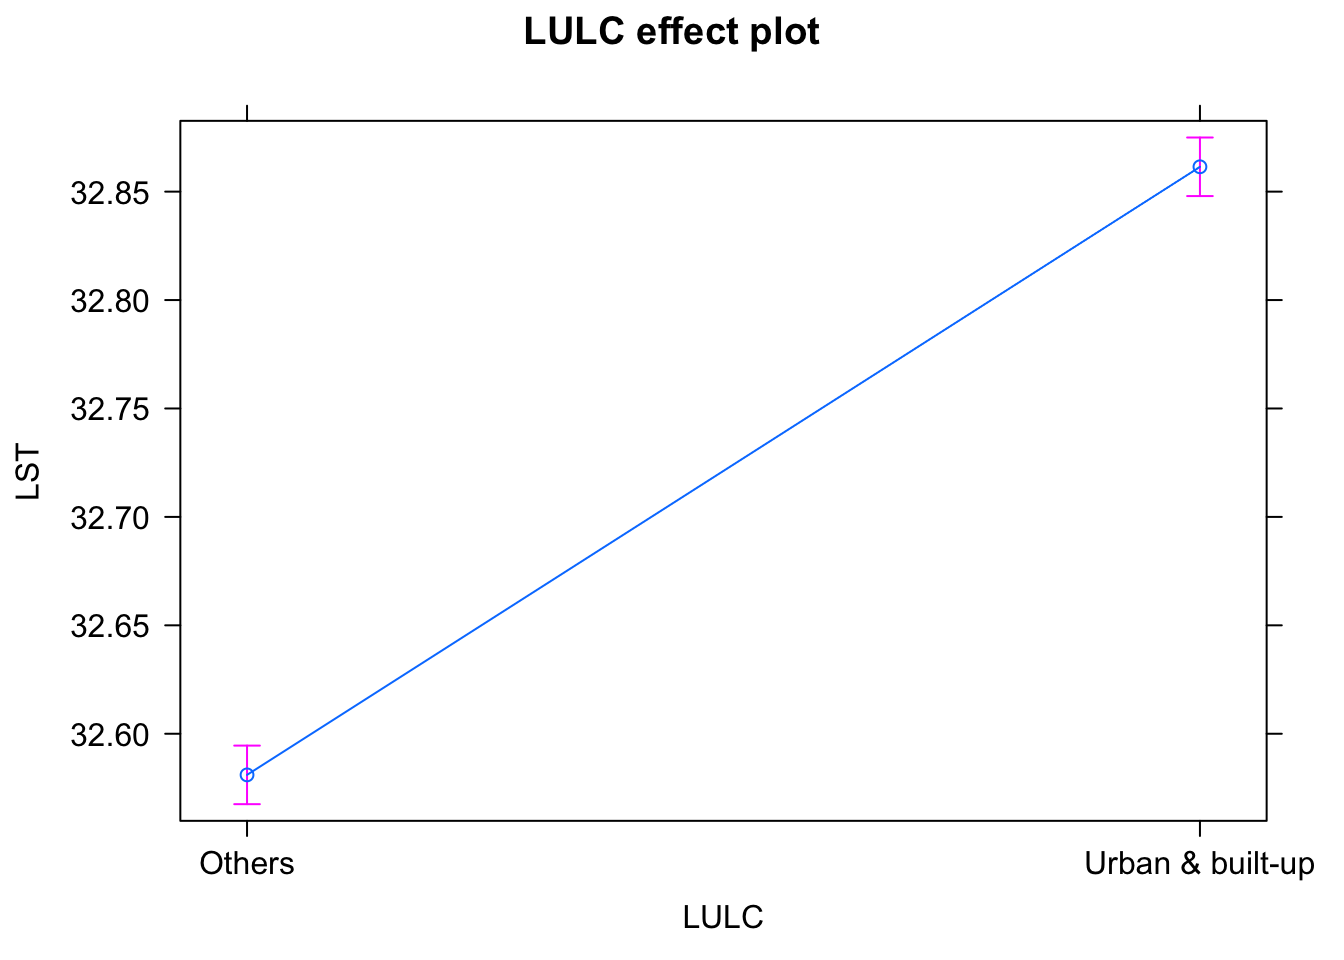 LULC effect plot
32.85
32.80
32.75
32.70
32.65
32.60
LST
Others
Urban & built-up
LULC